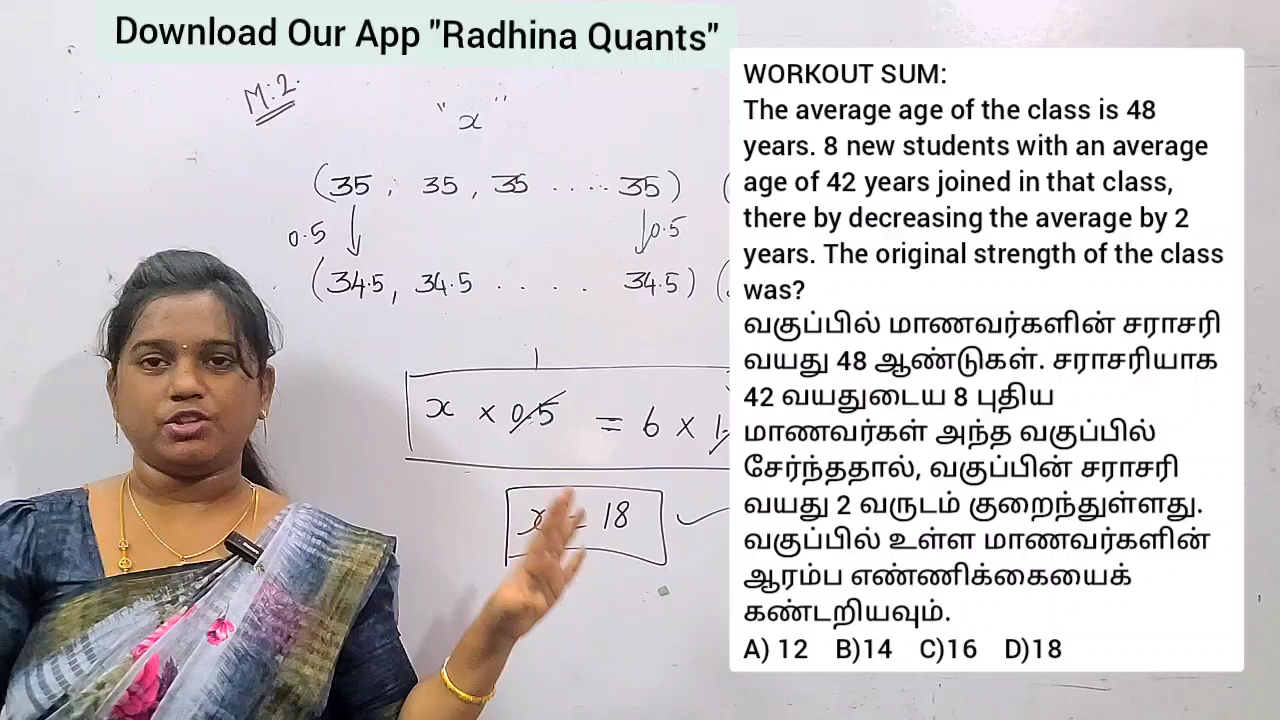 Download Our App "Radhina Quants"
M:2.
"x"
(35, 35, 35 ..... 35) (
0.5 0.5
(34.5, 34.5 ..... 34.5) (
x × 0.5 = 6 × 1.
x = 18
WORKOUT SUM:
The average age of the class is 48
years. 8 new students with an average
age of 42 years joined in that class,
there by decreasing the average by 2
years. The original strength of the class
was?
வகுப்பில் மாணவர்களின் சராசரி
வயது 48 ஆண்டுகள். சராசரியாக
42 வயதுடைய 8 புதிய
மாணவர்கள் அந்த வகுப்பில்
சேர்ந்ததால், வகுப்பின் சராசரி
வயது 2 வருடம் குறைந்துள்ளது.
வகுப்பில் உள்ள மாணவர்களின்
ஆரம்ப எண்ணிக்கையைக்
கண்டறியவும்.
A) 12 B)14 C)16 D)18